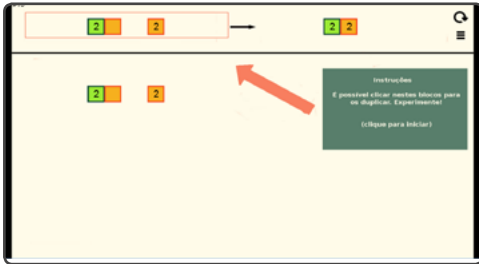 2 2 2 2
2 2
Instruções
É possível clicar nestes blocos para
os duplicar. Experimente!
(clique para iniciar)